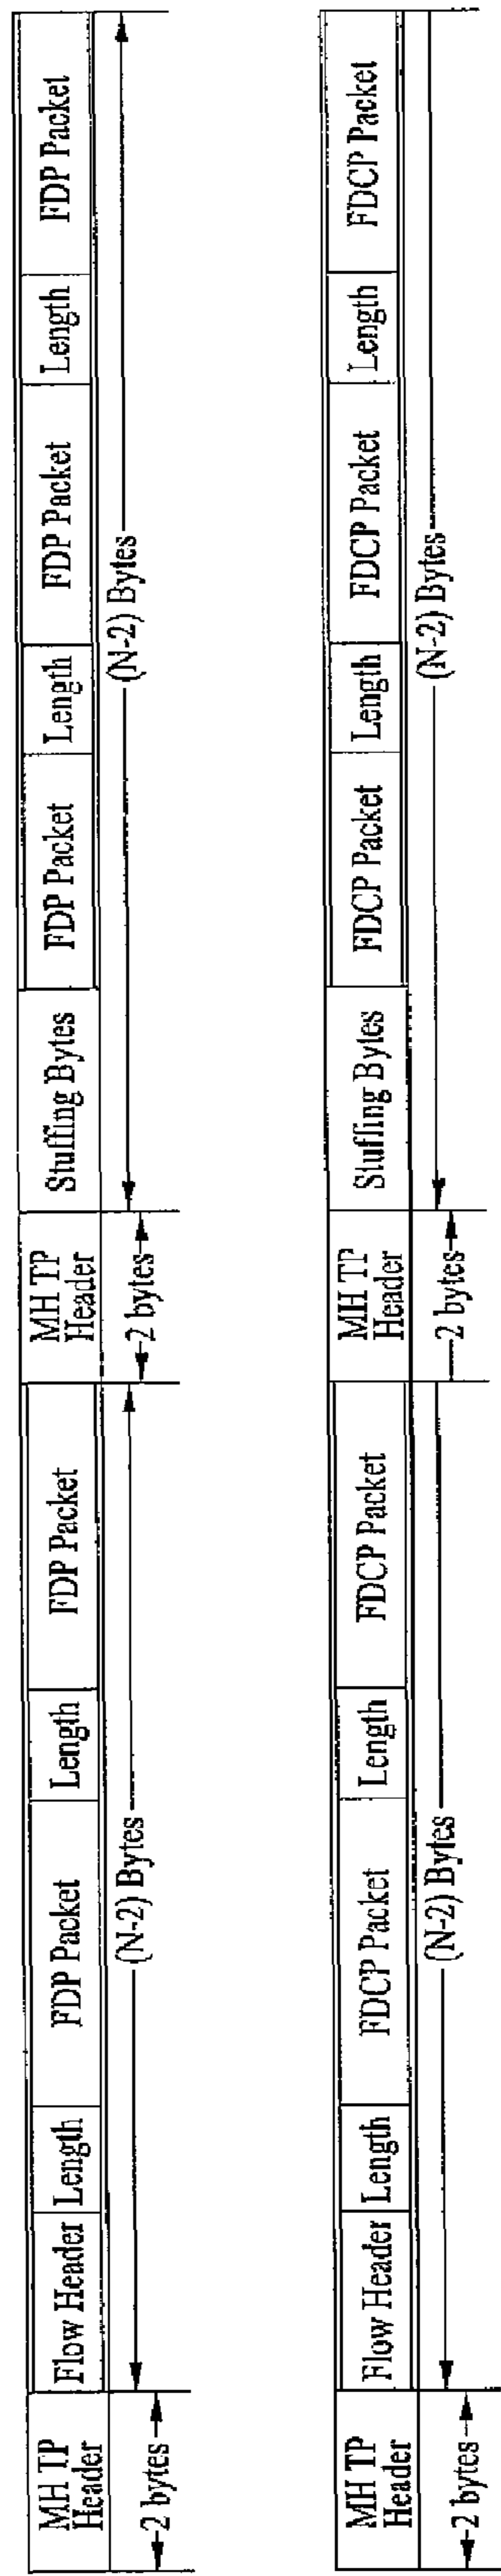 MH TP
Header
Flow Header
Length
FDP Packet
Length
FDP Packet
MH TP
Header
Stuffing Bytes
FDP Packet
Length
FDP Packet
Length
FDP Packet
2 bytes
(N-2) Bytes
2 bytes
(N-2) Bytes
MH TP
Header
Flow Header
Length
FDCP Packet
Length
FDCP Packet
MH TP
Header
Stuffing Bytes
FDCP Packet
Length
FDCP Packet
Length
FDCP Packet
2 bytes
(N-2) Bytes
2 bytes
(N-2) Bytes